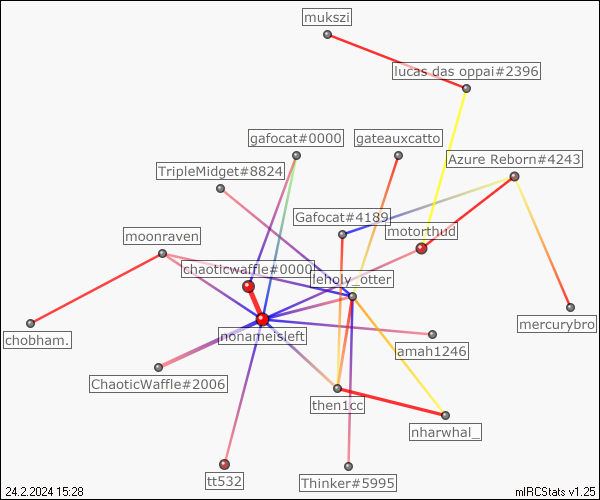 mukszi
lucas das oppai#2396
gafocat#0000
gateauxcatto
Azure Reborn#4243
TripleMidget#8824
Gafocat#4189
motorthud
moonraven
chaoticwaffle#0000
leholy_otter
mercurybro
nonameisleft
chobham.
amah1246
ChaoticWaffle#2006
then1cc
nharwhal_
tt532
Thinker#5995
24.2.2024 15:28
mIRCStats v1.25